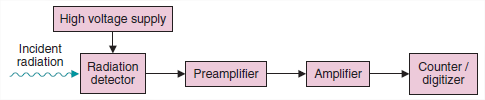 High voltage supply
Incident
radiation
Radiation
detector
Preamplifier
Amplifier
Counter /
digitizer